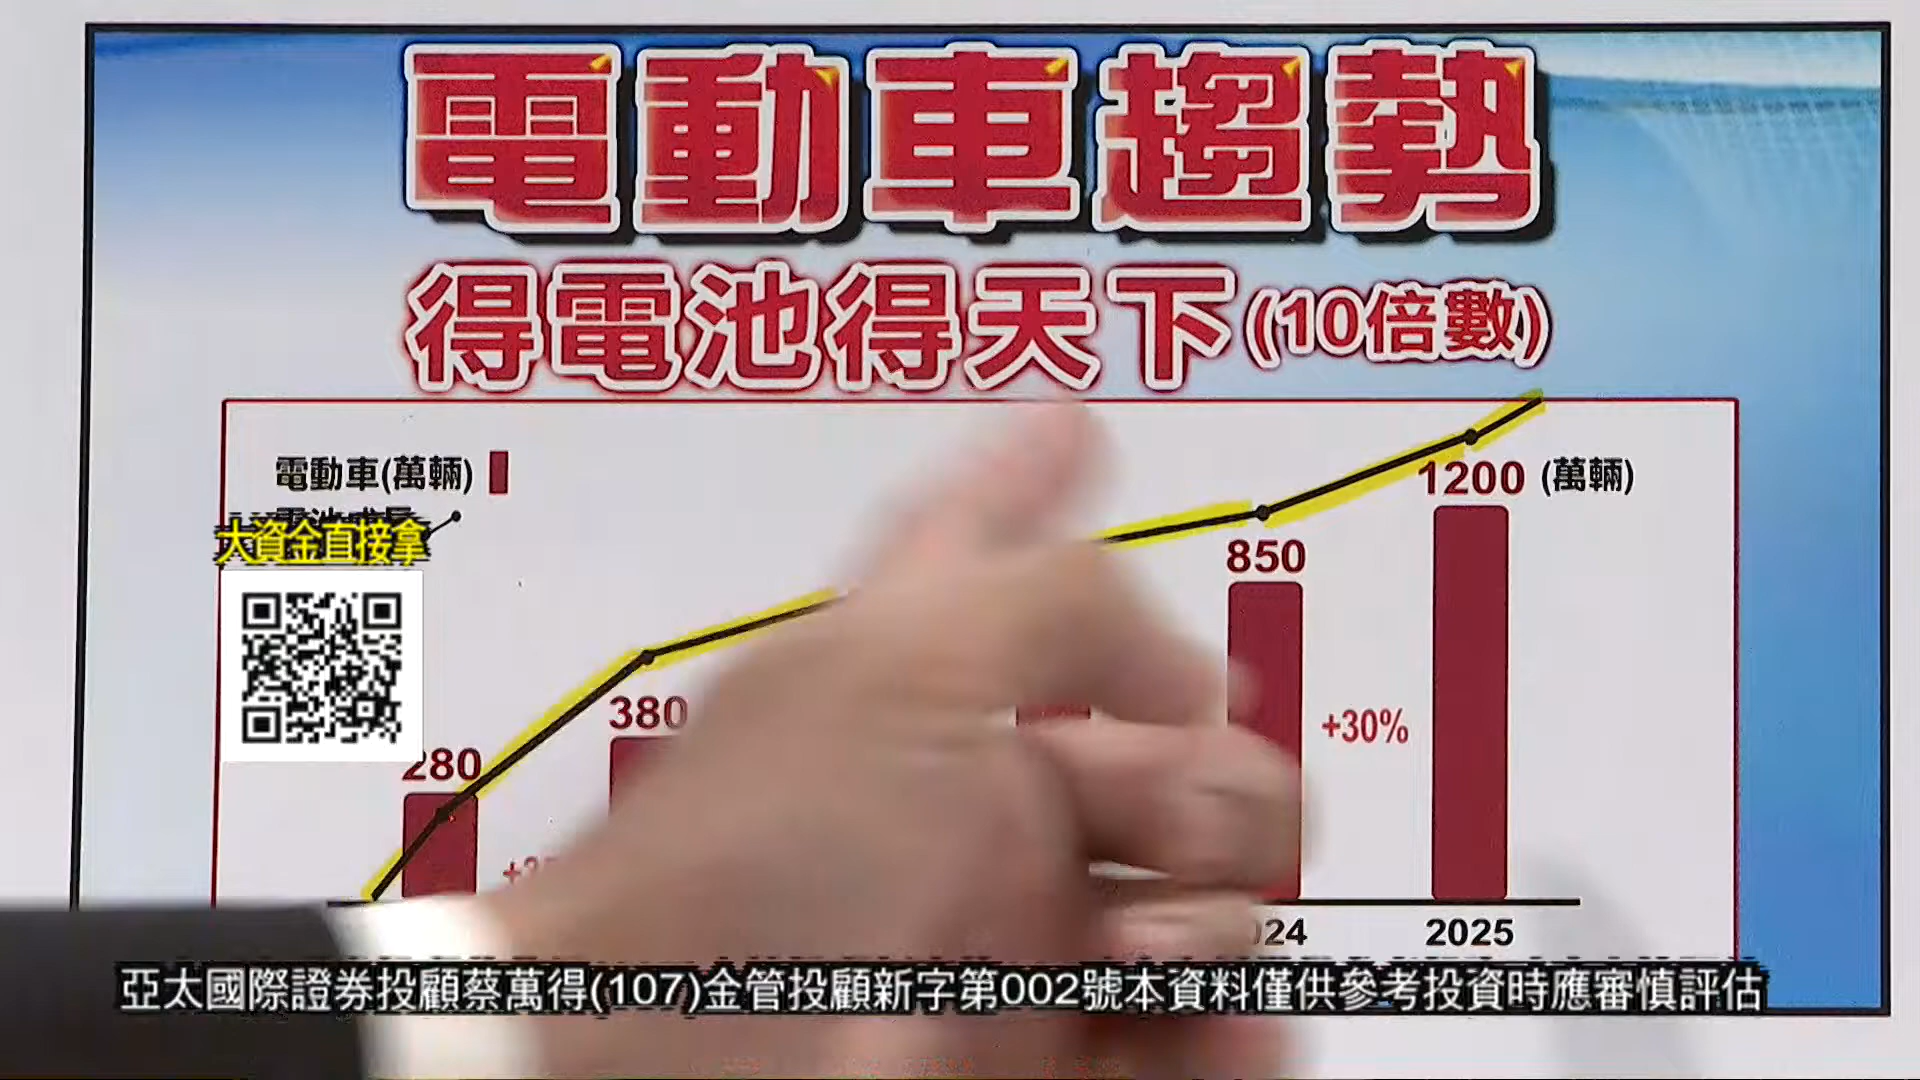 電動車趨勢
得電池得天下(10倍數)
電動車(萬輛)
大資金直接拿
1200 (萬輛)
850
380
280
+30%
2025
亞太國際證券投顧蔡萬得(107)金管投顧新字第002號本資料僅供參考投資時應審慎評估